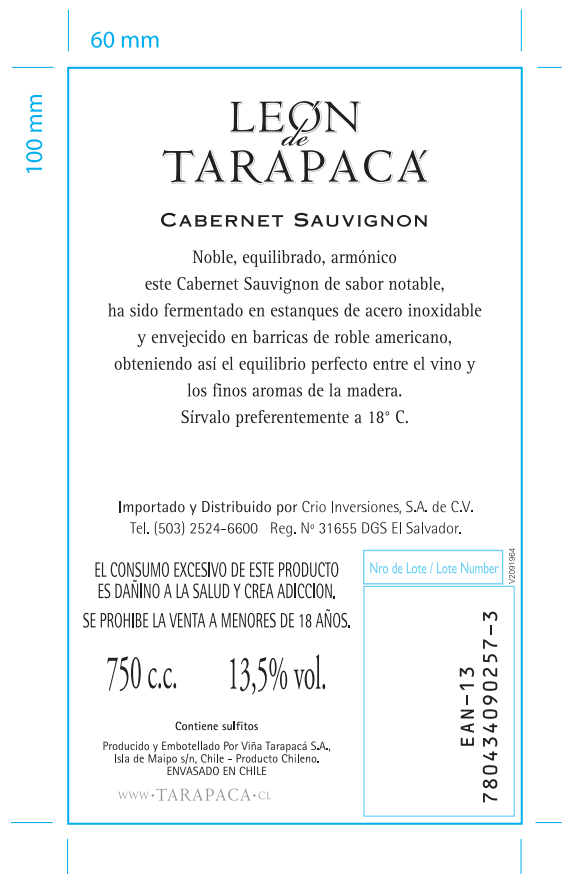 60 mm
100 mm
LEØN
de
TARAPACÁ
CABERNET SAUVIGNON
Noble, equilibrado, armónico
este Cabernet Sauvignon de sabor notable,
ha sido fermentado en estanques de acero inoxidable
y envejecido en barricas de roble americano,
obteniendo así el equilibrio perfecto entre el vino y
los finos aromas de la madera.
Sírvalo preferentemente a 18° C.
Importado y Distribuido por Crio Inversiones, S.A. de C.V.
Tel. (503) 2524-6600 Reg. Nº 31655 DGS El Salvador.
EL CONSUMO EXCESIVO DE ESTE PRODUCTO
ES DAÑINO A LA SALUD Y CREA ADICCION.
SE PROHIBE LA VENTA A MENORES DE 18 AÑOS.
750 c.c. 13,5% vol.
Contiene sulfitos
Producido y Embotellado Por Viña Tarapacá S.A.,
Isla de Maipo s/n, Chile - Producto Chileno.
ENVASADO EN CHILE
WWW·TARAPACA·CL
Nro de Lote / Lote Number
V2091964
EAN-13
7804340902 57-3